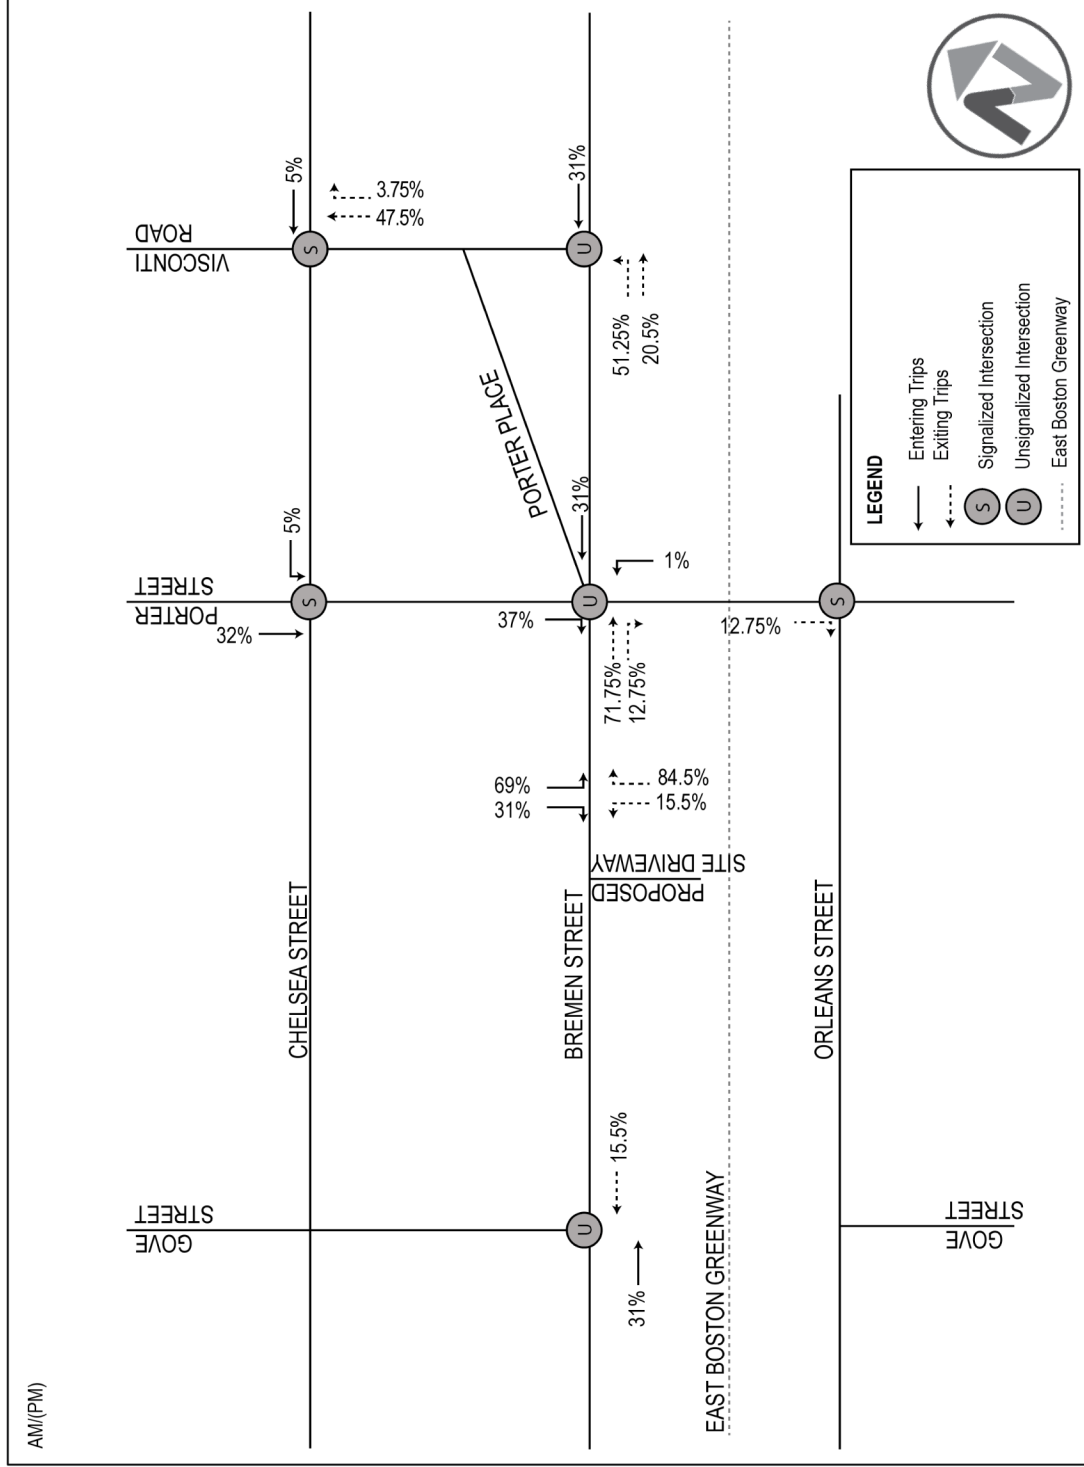 AM/(PM)
VISCONTI
ROAD
5%
3.75%
47.5%
31%
51.25%
20.5%
PORTER PLACE
PORTER
STREET
5%
32%
31%
1%
37%
71.75%
12.75%
12.75%
69%
31%
84.5%
15.5%
PROPOSED
SITE DRIVEWAY
CHELSEA STREET
BREMEN STREET
ORLEANS STREET
GOVE
STREET
15.5%
31%
EAST BOSTON GREENWAY
GOVE
STREET
S
U
S
U
S
U
LEGEND
Entering Trips
Exiting Trips
S Signalized Intersection
U Unsignalized Intersection
East Boston Greenway